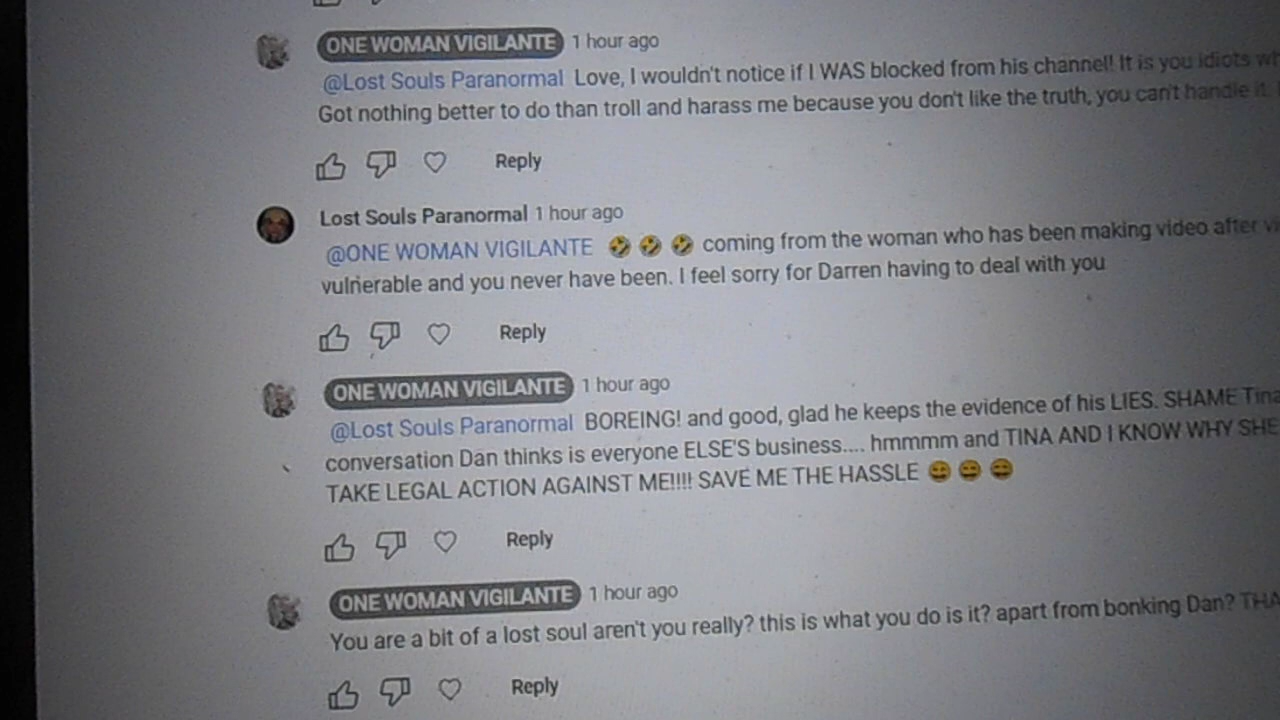 ONE WOMAN VIGILANTE 1 hour ago
@Lost Souls Paranormal Love, I wouldn't notice if I WAS blocked from his channel! It is you idiots
Got nothing better to do than troll and harass me because you don't like the truth, you can't handle it.
Reply
Lost Souls Paranormal 1 hour ago
@ONE WOMAN VIGILANTE 🤣 🤣 🤣 coming from the woman who has been making video after
vulnerable and you never have been. I feel sorry for Darren having to deal with you
Reply
ONE WOMAN VIGILANTE 1 hour ago
@Lost Souls Paranormal BOREING! and good, glad he keeps the evidence of his LIES. SHAME Tina
conversation Dan thinks is everyone ELSE'S business.... hmmmm and TINA AND I KNOW WHY SHE
TAKE LEGAL ACTION AGAINST ME!!!! SAVE ME THE HASSLE 😄 😄 😄
Reply
ONE WOMAN VIGILANTE 1 hour ago
You are a bit of a lost soul aren't you really? this is what you do is it? apart from bonking Dan?
Reply